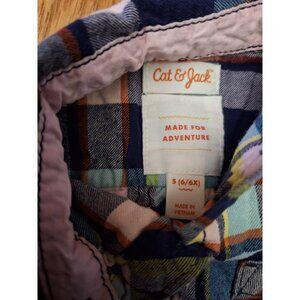 Cat & Jack
MADE FOR
ADVENTURE
S (6/6X)
MADE IN
VIETNAM